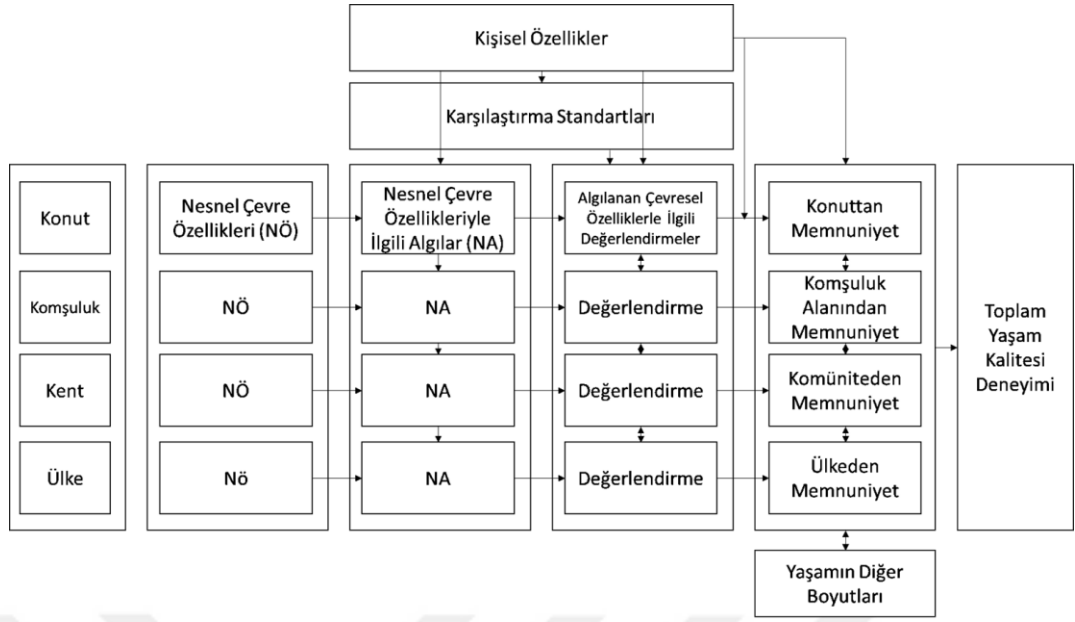 Kişisel Özellikler
Karşılaştırma Standartları
Konut
Nesnel Çevre
Özellikleri (NÖ)
Nesnel Çevre
Özellikleriyle
İlgili Algılar (NA)
Algılanan Çevresel
Özelliklerle İlgili
Değerlendirmeler
Konuttan
Memnuniyet
Komşuluk
NÖ
NA
Değerlendirme
Komşuluk
Alanından
Memnuniyet
Kent
NÖ
NA
Değerlendirme
Komüniteden
Memnuniyet
Ülke
Nö
NA
Değerlendirme
Ülkeden
Memnuniyet
Toplam
Yaşam
Kalitesi
Deneyimi
Yaşamın Diğer
Boyutları